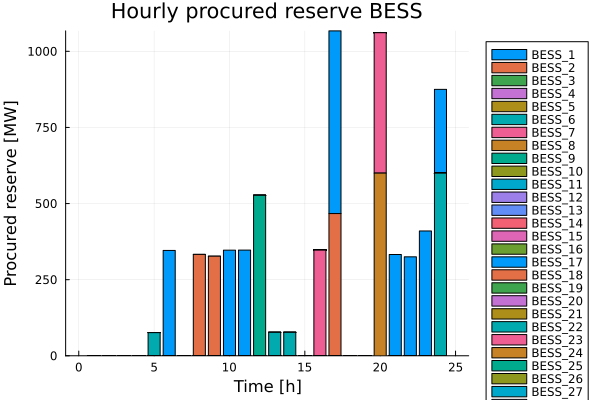 Hourly procured reserve BESS
Procured reserve [MW]
1000
750
500
250
0
0 5 10 15 20 25
Time [h]
BESS_1
BESS_2
BESS_3
BESS_4
BESS_5
BESS_6
BESS_7
BESS_8
BESS_9
BESS_10
BESS_11
BESS_12
BESS_13
BESS_14
BESS_15
BESS_16
BESS_17
BESS_18
BESS_19
BESS_20
BESS_21
BESS_22
BESS_23
BESS_24
BESS_25
BESS_26
BESS_27